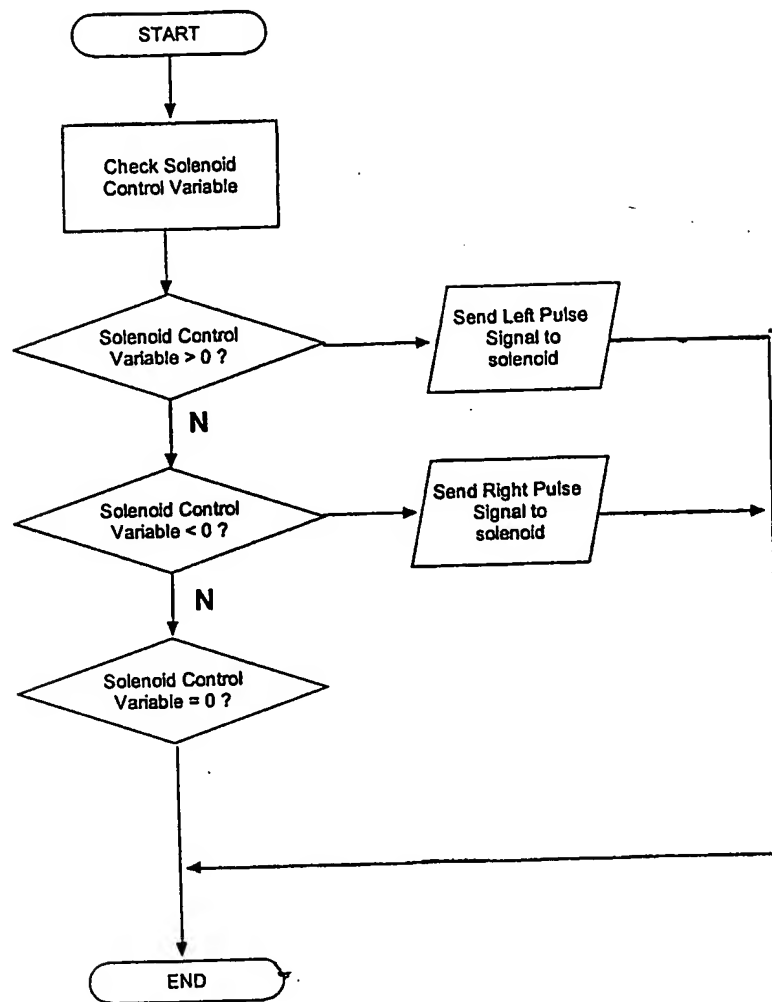 START
Check Solenoid
Control Variable
Solenoid Control
Variable > 0 ?
Send Left Pulse
Signal to
solenoid
N
Solenoid Control
Variable < 0 ?
Send Right Pulse
Signal to
solenoid
N
Solenoid Control
Variable = 0 ?
END